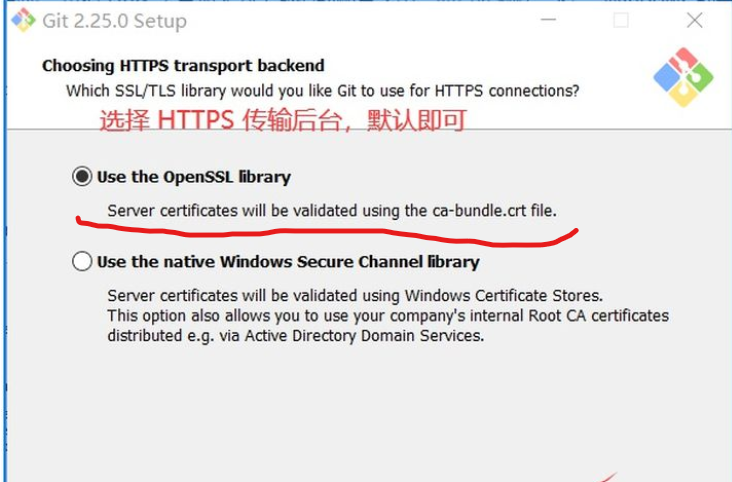 Git 2.25.0 Setup
Choosing HTTPS transport backend
Which SSL/TLS library would you like Git to use for HTTPS connections?
选择 HTTPS 传输后台，默认即可
Use the OpenSSL library
Server certificates will be validated using the ca-bundle.crt file.
Use the native Windows Secure Channel library
Server certificates will be validated using Windows Certificate Stores.
This option also allows you to use your company's internal Root CA certificates
distributed e.g. via Active Directory Domain Services.